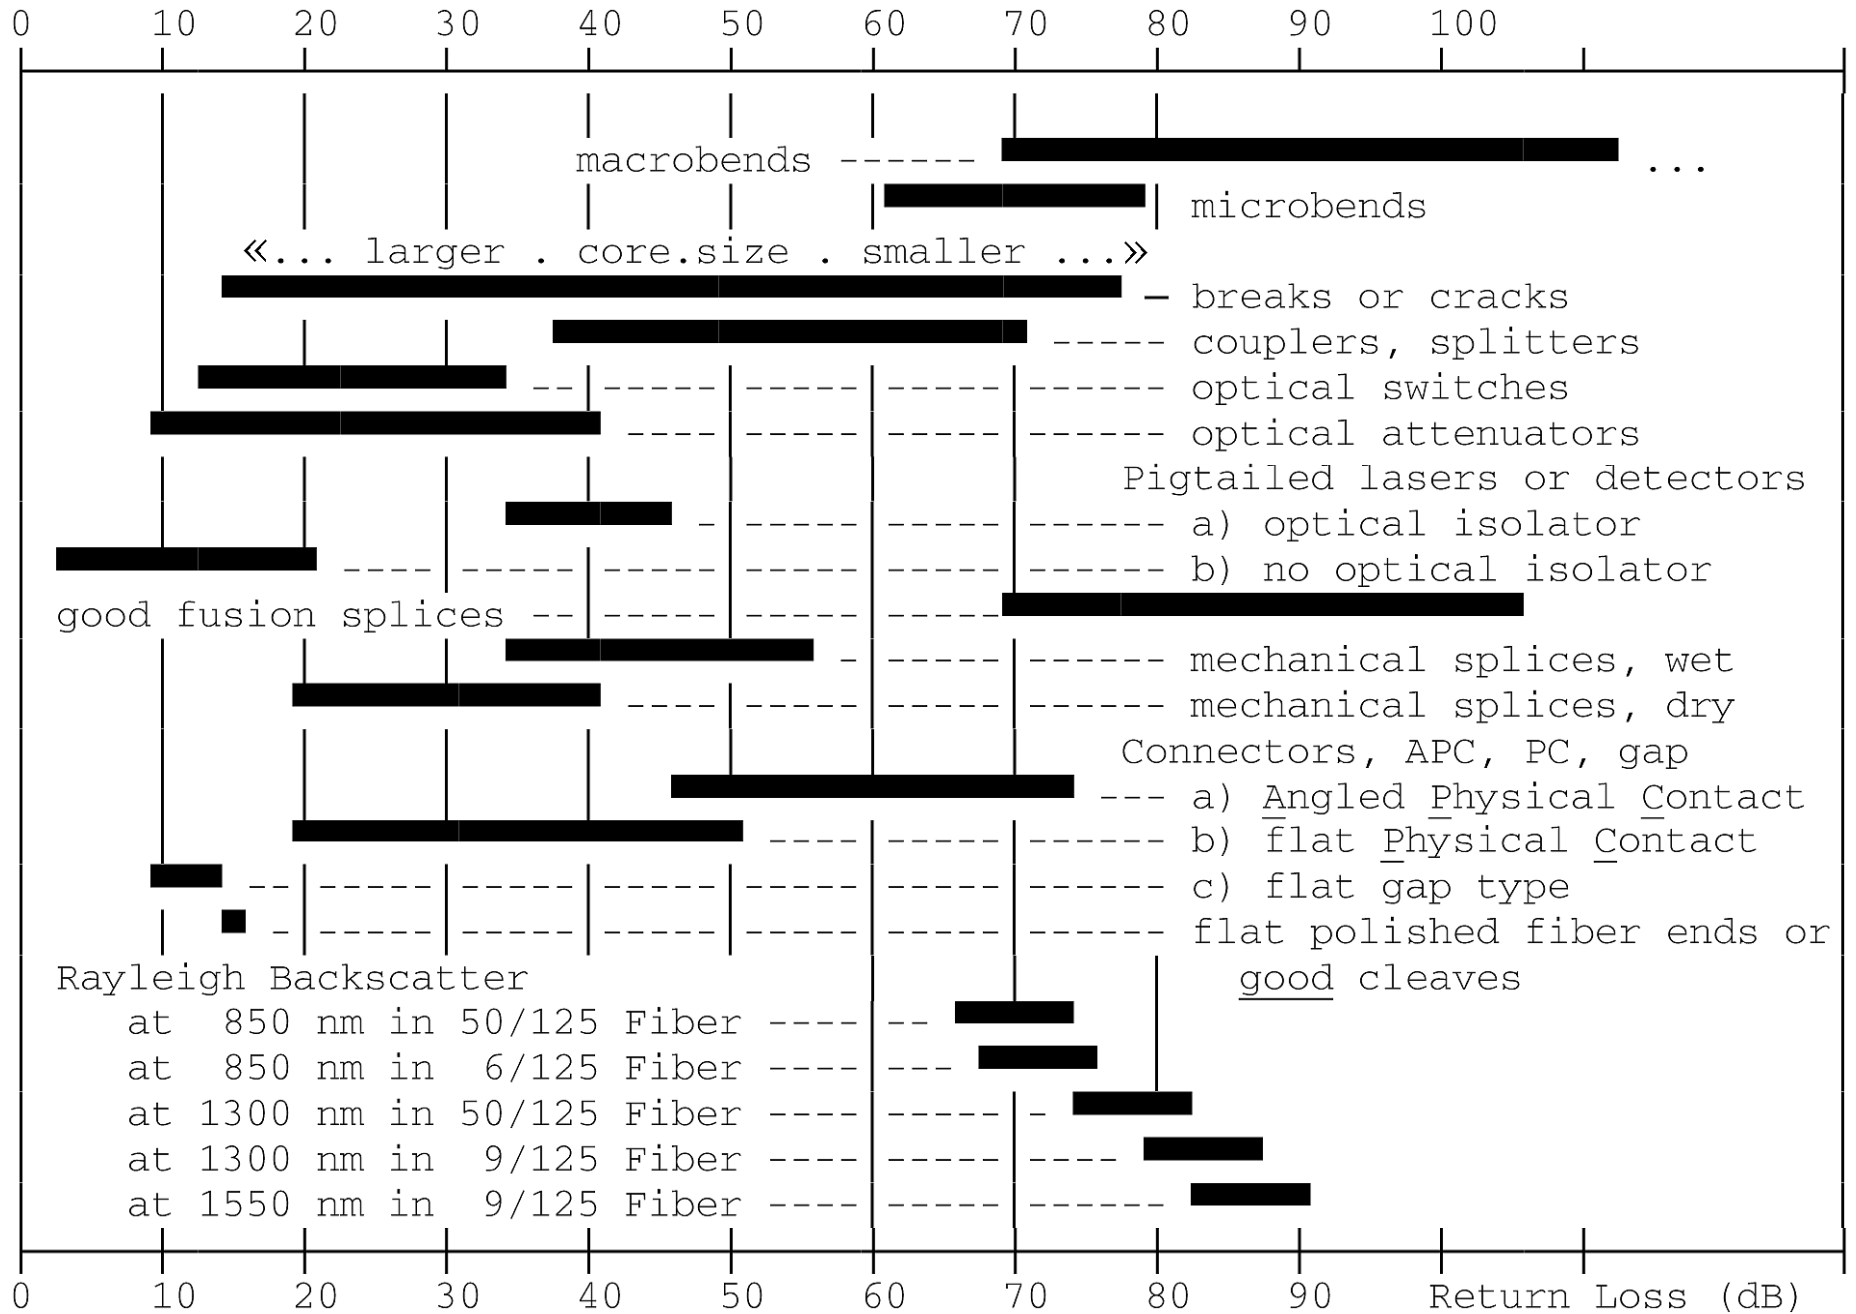 0 10 20 30 40 50 60 70 80 90 100
macrobends ------ ...
microbends
«... larger . core.size . smaller ...»
breaks or cracks
couplers, splitters
optical switches
optical attenuators
Pigtailed lasers or detectors
a) optical isolator
b) no optical isolator
good fusion splices
mechanical splices, wet
mechanical splices, dry
Connectors, APC, PC, gap
a) Angled Physical Contact
b) flat Physical Contact
c) flat gap type
flat polished fiber ends or
Rayleigh Backscatter good cleaves
at 850 nm in 50/125 Fiber
at 850 nm in 6/125 Fiber
at 1300 nm in 50/125 Fiber
at 1300 nm in 9/125 Fiber
at 1550 nm in 9/125 Fiber
0 10 20 30 40 50 60 70 80 90 Return Loss (dB)